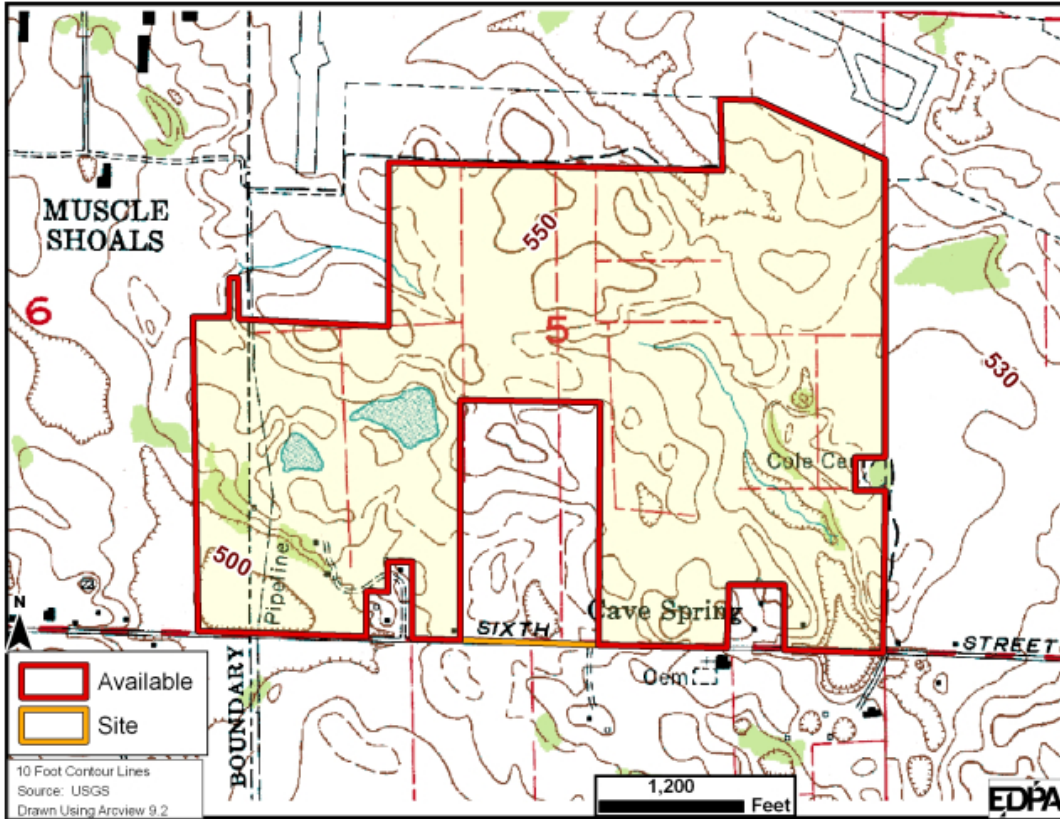 MUSCLE
SHOALS
6
550
5
530
Cole Ce
500
Pipeline
Cave Spring
N
SIXTH
STREET
Cem
BOUNDARY
Available
Site
10 Foot Contour Lines
Source: USGS
Drawn Using Arcview 9.2
1,200
Feet
EDPA